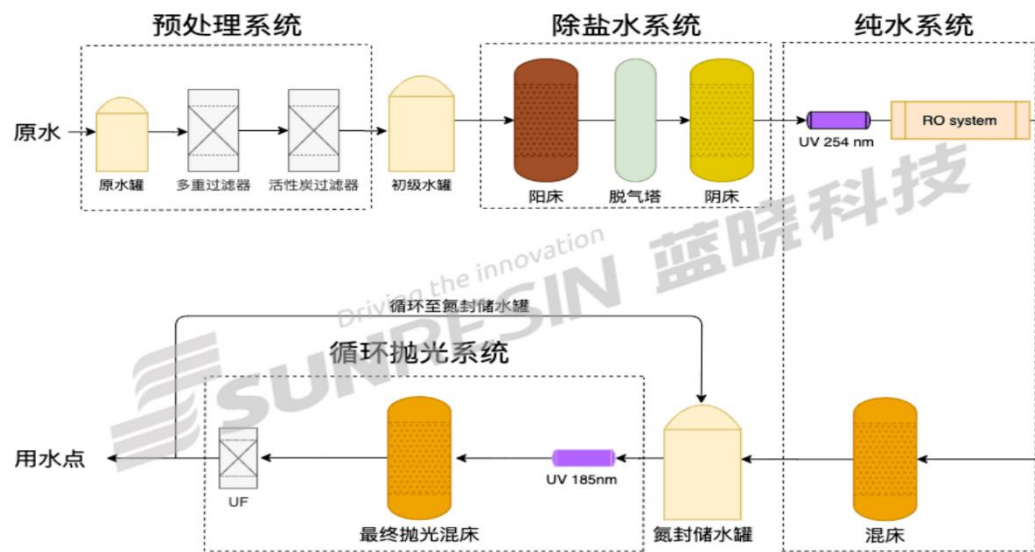 预处理系统
除盐水系统
纯水系统
原水
原水罐
多重过滤器
活性炭过滤器
初级水罐
阳床
脱气塔
阴床
UV 254 nm
RO system
Driving the innovation
SUNRESIN 蓝晓科技
循环至氮封储水罐
循环抛光系统
用水点
UF
最终抛光混床
UV 185nm
氮封储水罐
混床